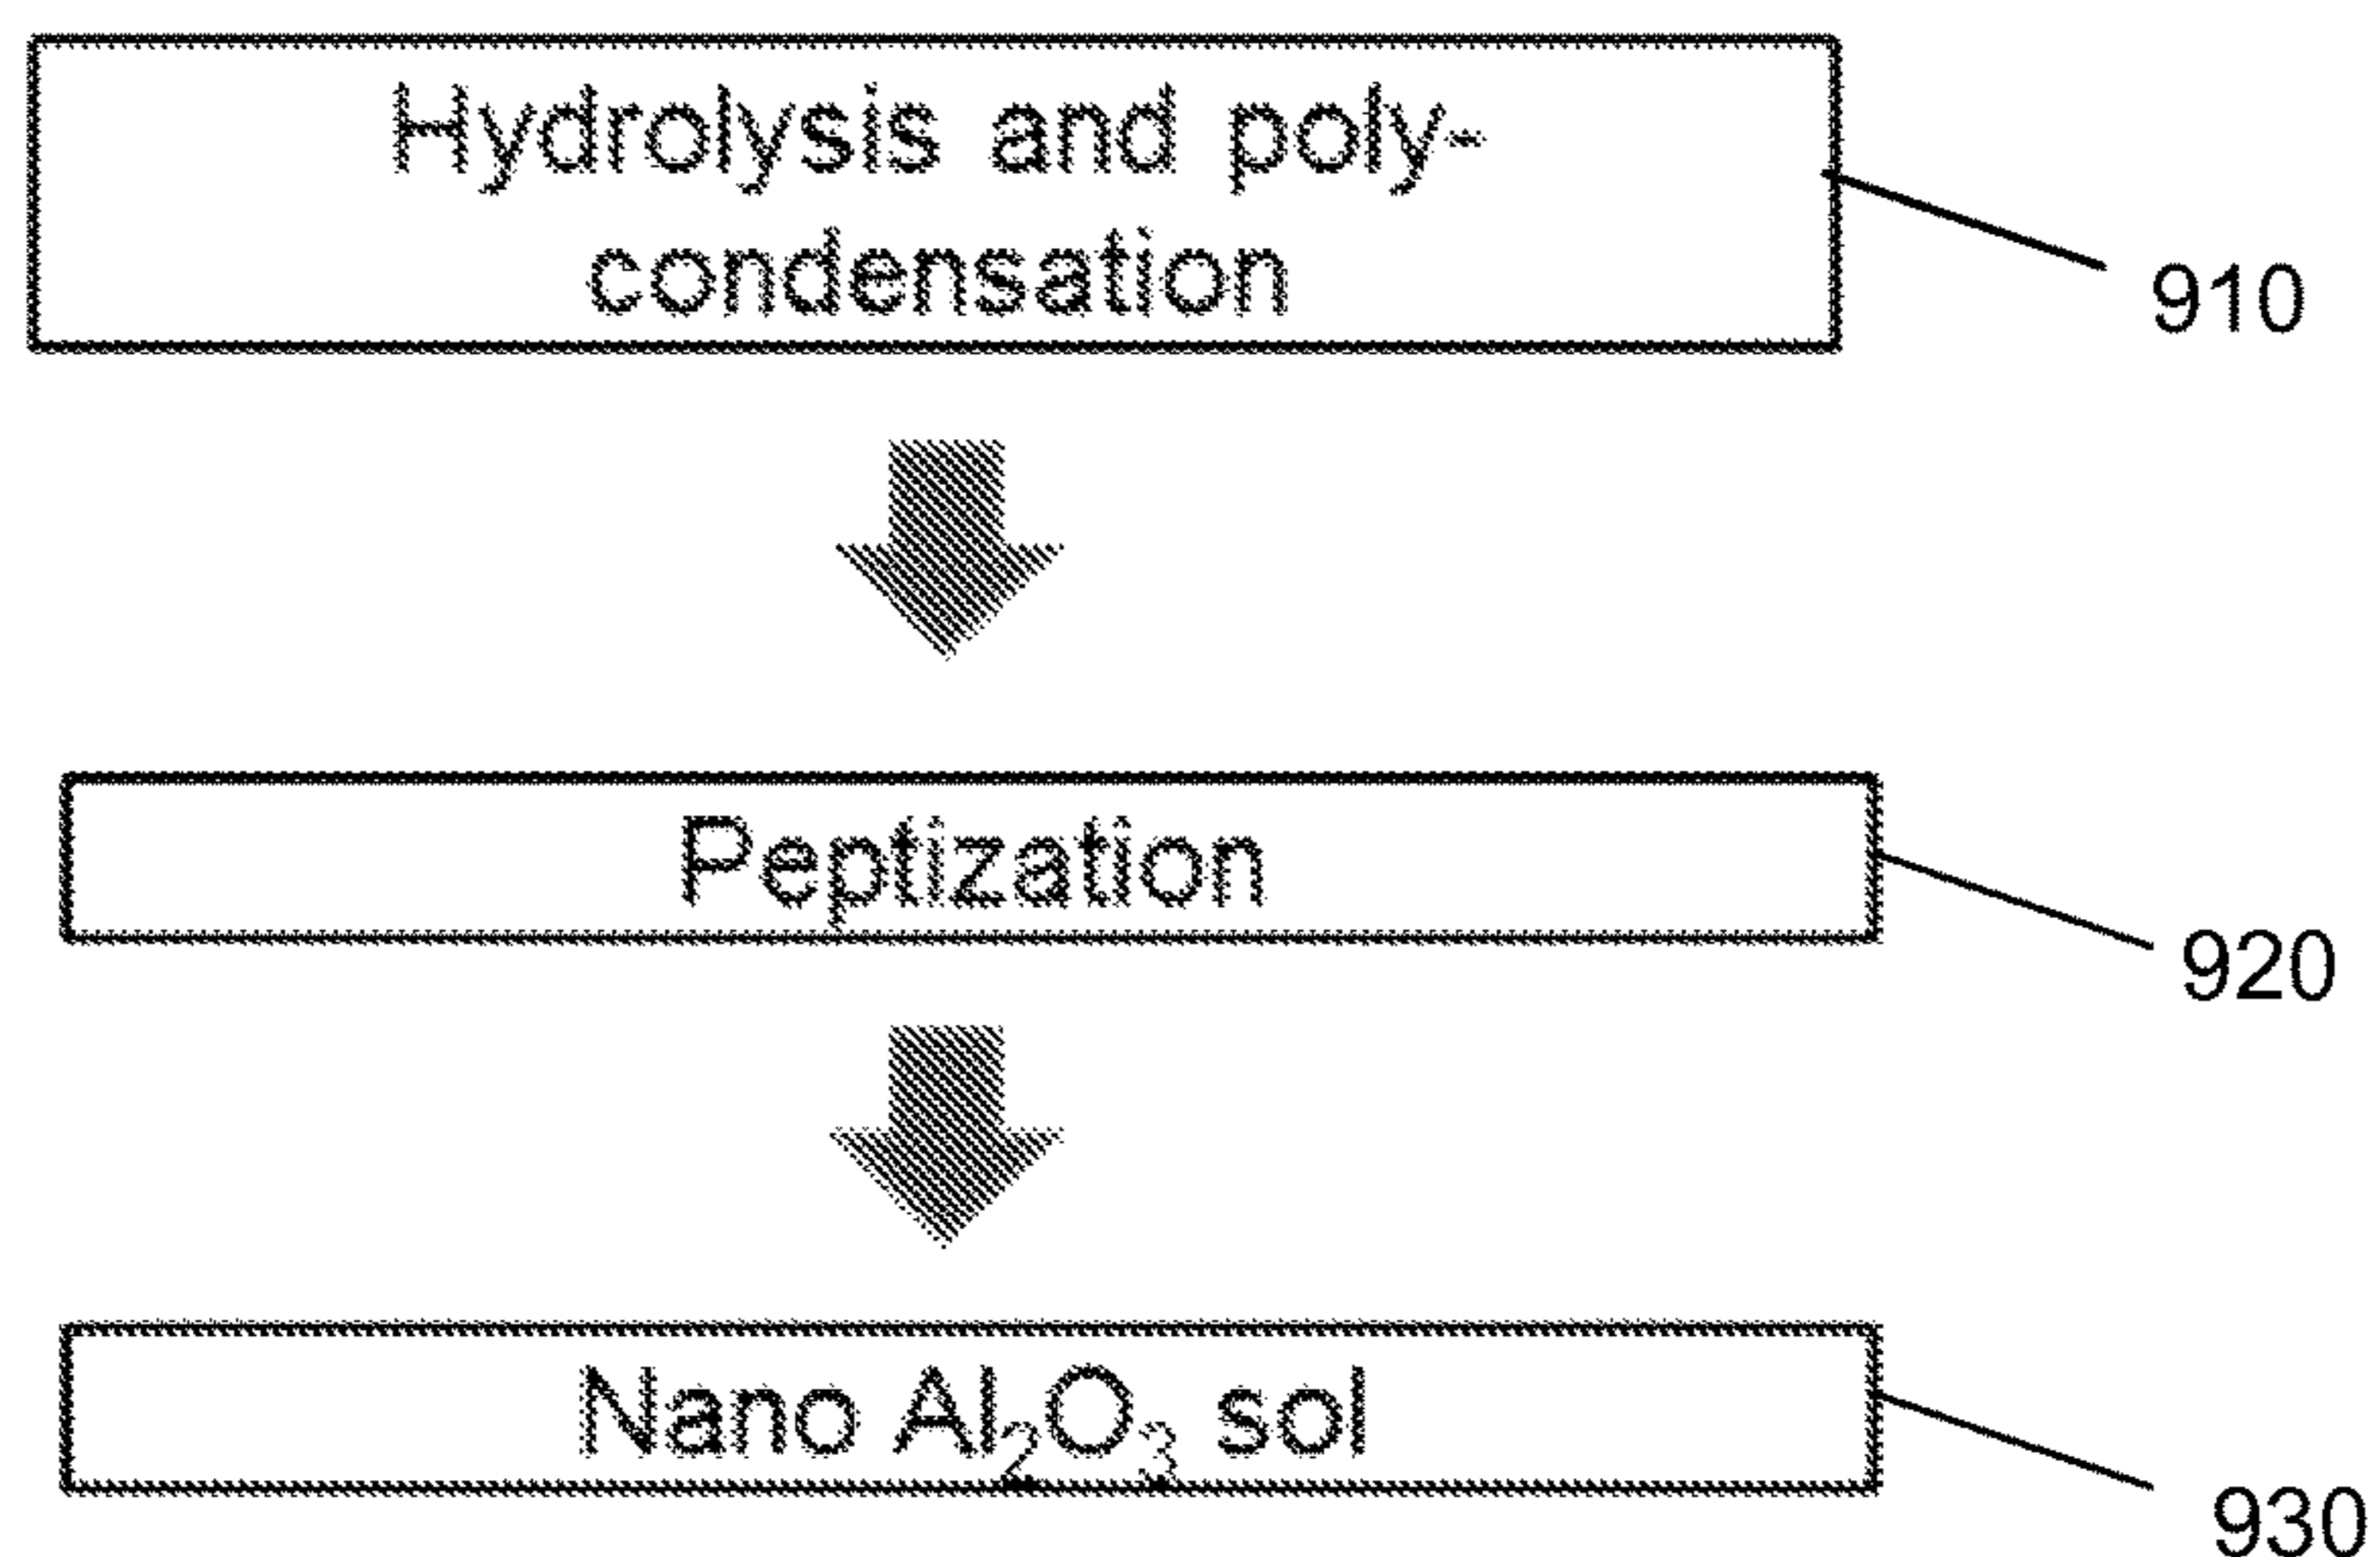 Hydrolysis and poly-
condensation
910
Peptization
920
Nano Al₂O₃ sol
930